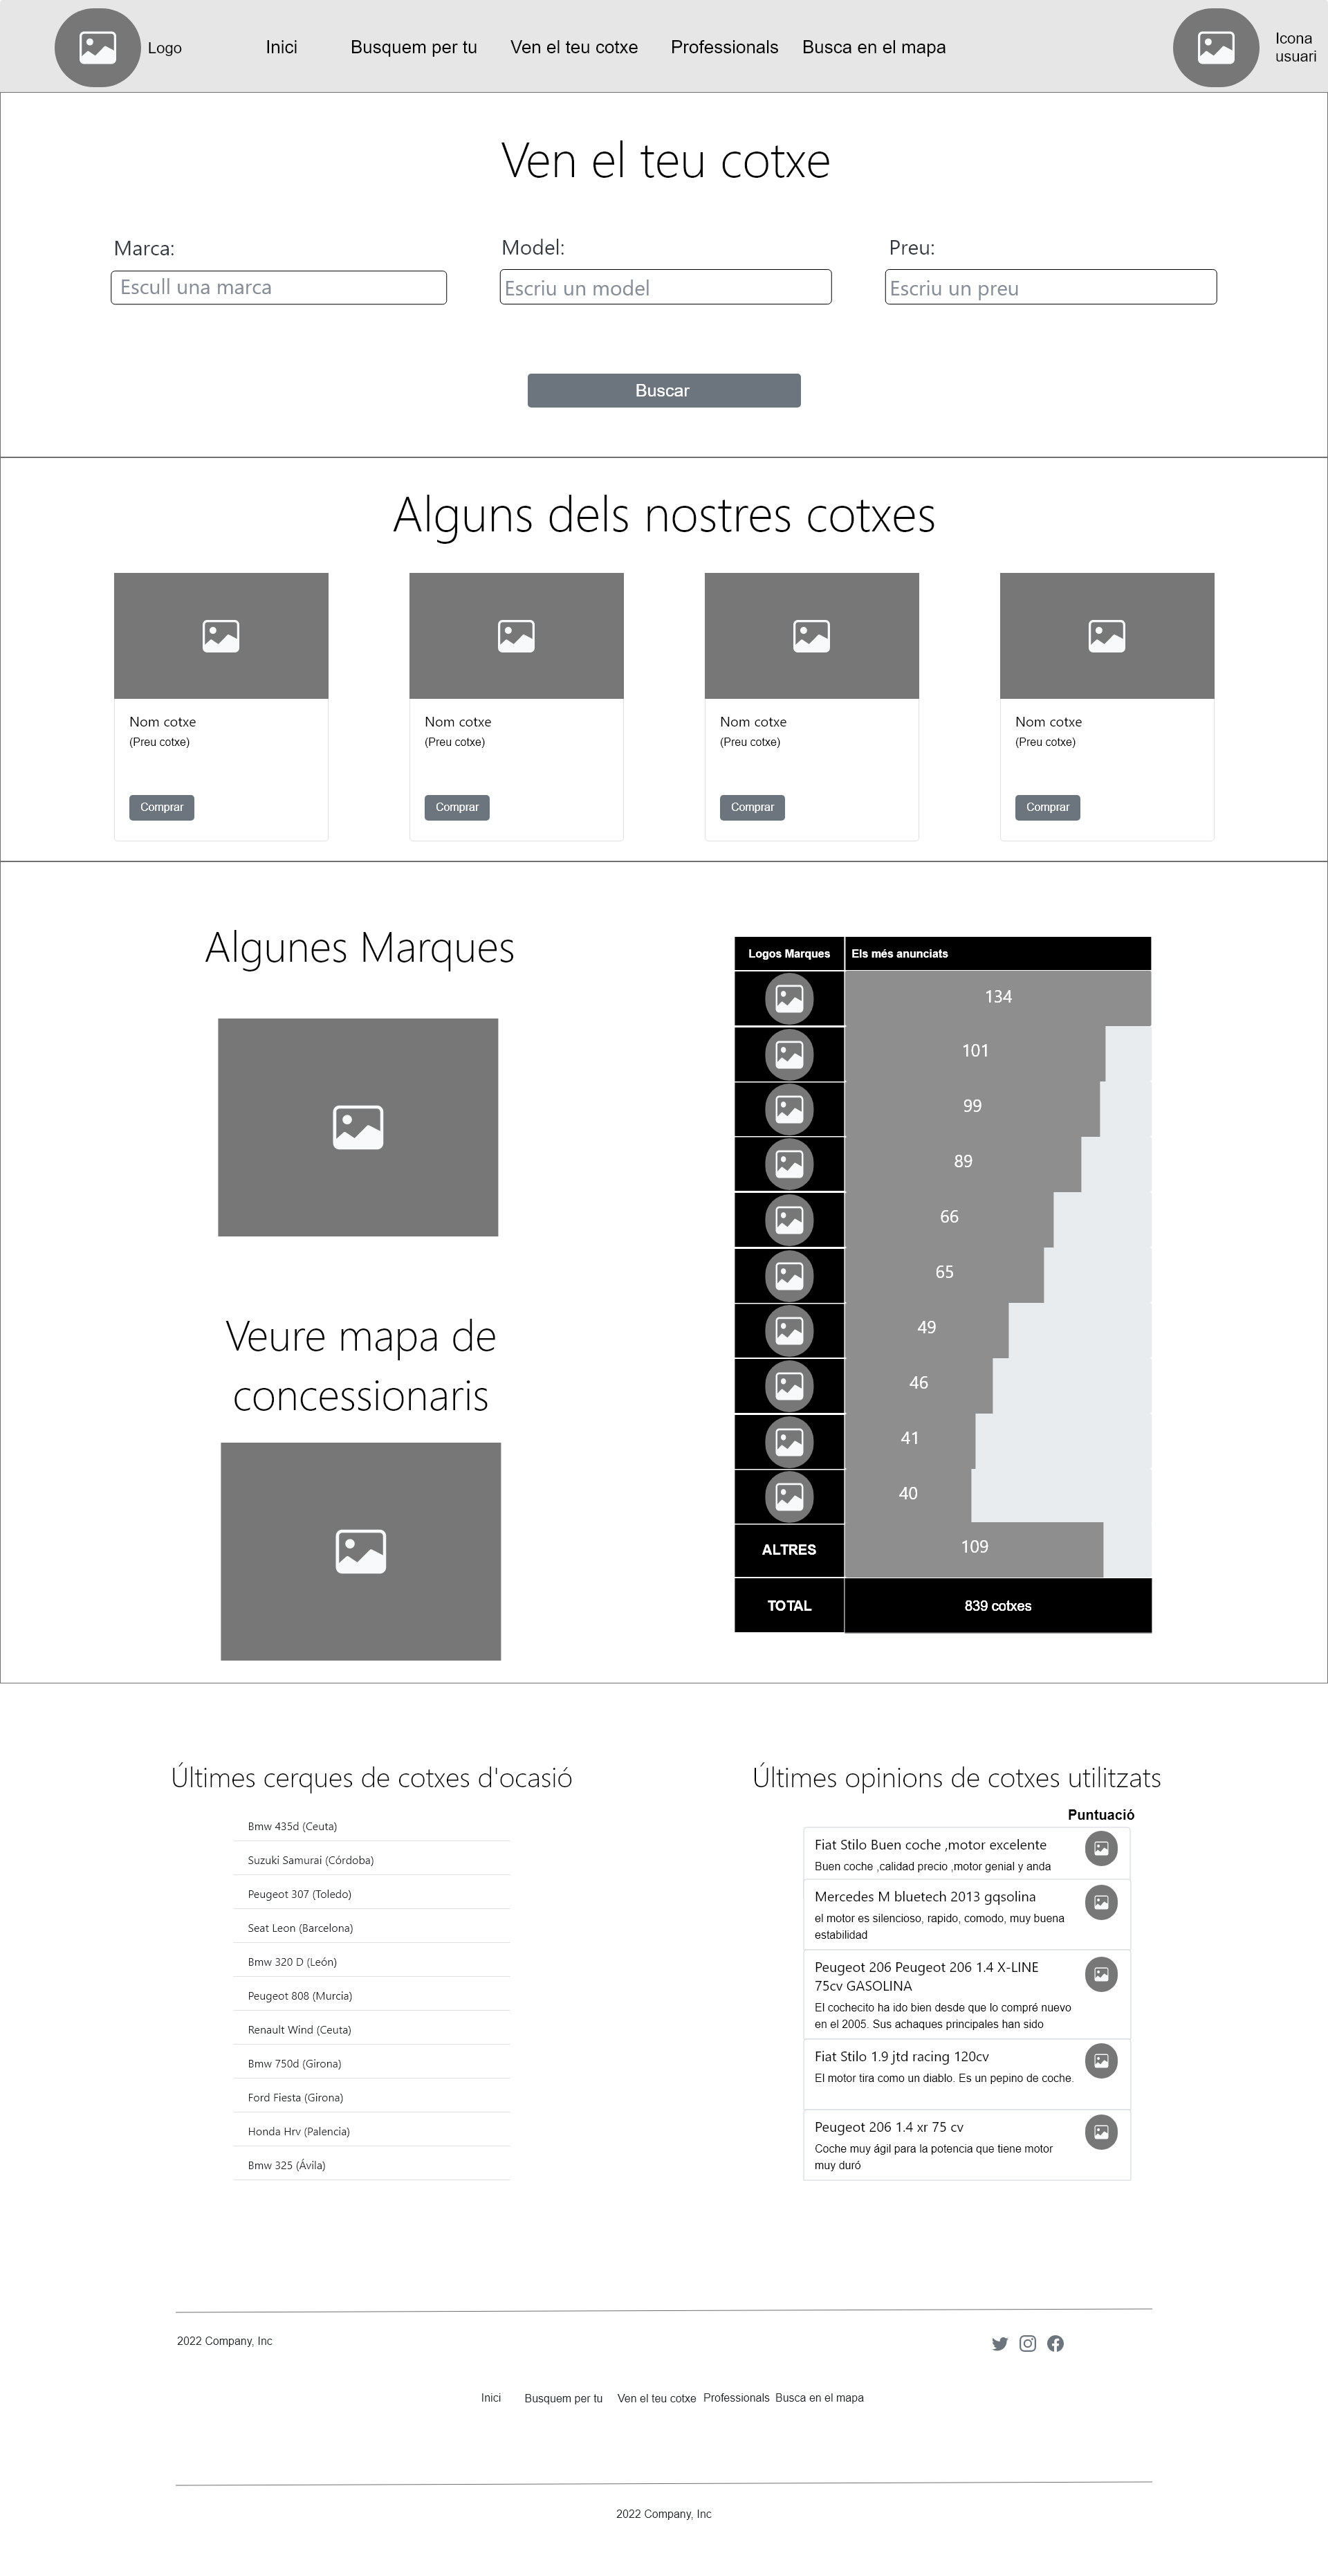 Logo
Inici
Busquem per tu
Ven el teu cotxe
Professionals
Busca en el mapa
Icona
usuari
Ven el teu cotxe
Marca:
Model:
Preu:
Escull una marca
Escriu un model
Escriu un preu
Buscar
Alguns dels nostres cotxes
Nom cotxe
(Preu cotxe)
Comprar
Nom cotxe
(Preu cotxe)
Comprar
Nom cotxe
(Preu cotxe)
Comprar
Nom cotxe
(Preu cotxe)
Comprar
Algunes Marques
Veure mapa de
concessionaris
Logos Marques
Els més anunciats
134
101
99
89
66
65
49
46
41
40
ALTRES
109
TOTAL
839 cotxes
Últimes cerques de cotxes d'ocasió
Bmw 435d (Ceuta)
Suzuki Samurai (Córdoba)
Peugeot 307 (Toledo)
Seat Leon (Barcelona)
Bmw 320 D (León)
Peugeot 808 (Murcia)
Renault Wind (Ceuta)
Bmw 750d (Girona)
Ford Fiesta (Girona)
Honda Hrv (Palencia)
Bmw 325 (Ávila)
Últimes opinions de cotxes utilitzats
Puntuació
Fiat Stilo Buen coche ,motor excelente
Buen coche ,calidad precio ,motor genial y anda
Mercedes M bluetech 2013 gqsolina
el motor es silencioso, rapido, comodo, muy buena
estabilidad
Peugeot 206 Peugeot 206 1.4 X-LINE
75cv GASOLINA
El cochecito ha ido bien desde que lo compré nuevo
en el 2005. Sus achaques principales han sido
Fiat Stilo 1.9 jtd racing 120cv
El motor tira como un diablo. Es un pepino de coche.
Peugeot 206 1.4 xr 75 cv
Coche muy ágil para la potencia que tiene motor
muy duró
2022 Company, Inc
Inici
Busquem per tu
Ven el teu cotxe
Professionals
Busca en el mapa
2022 Company, Inc